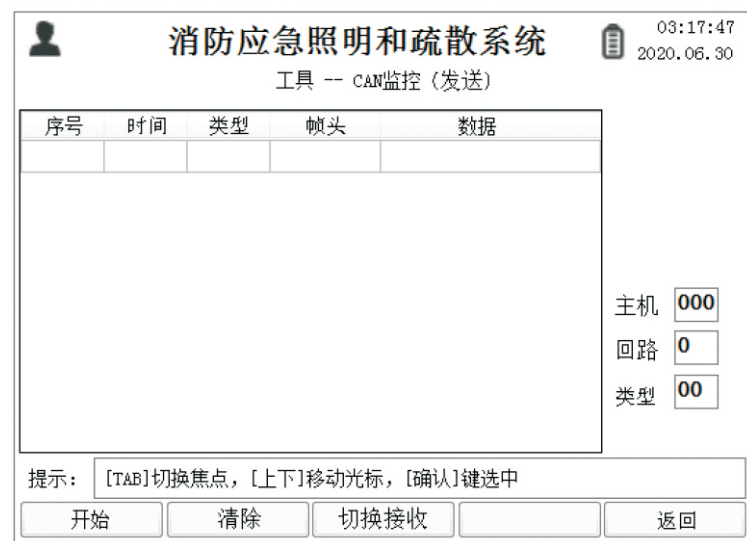 消防应急照明和疏散系统
03:17:47
2020.06.30
工具 -- CAN监控（发送）
序号 时间 类型 帧头 数据
主机 000
回路 0
类型 00
提示： [TAB]切换焦点，[上下]移动光标，[确认]键选中
开始 清除 切换接收 返回